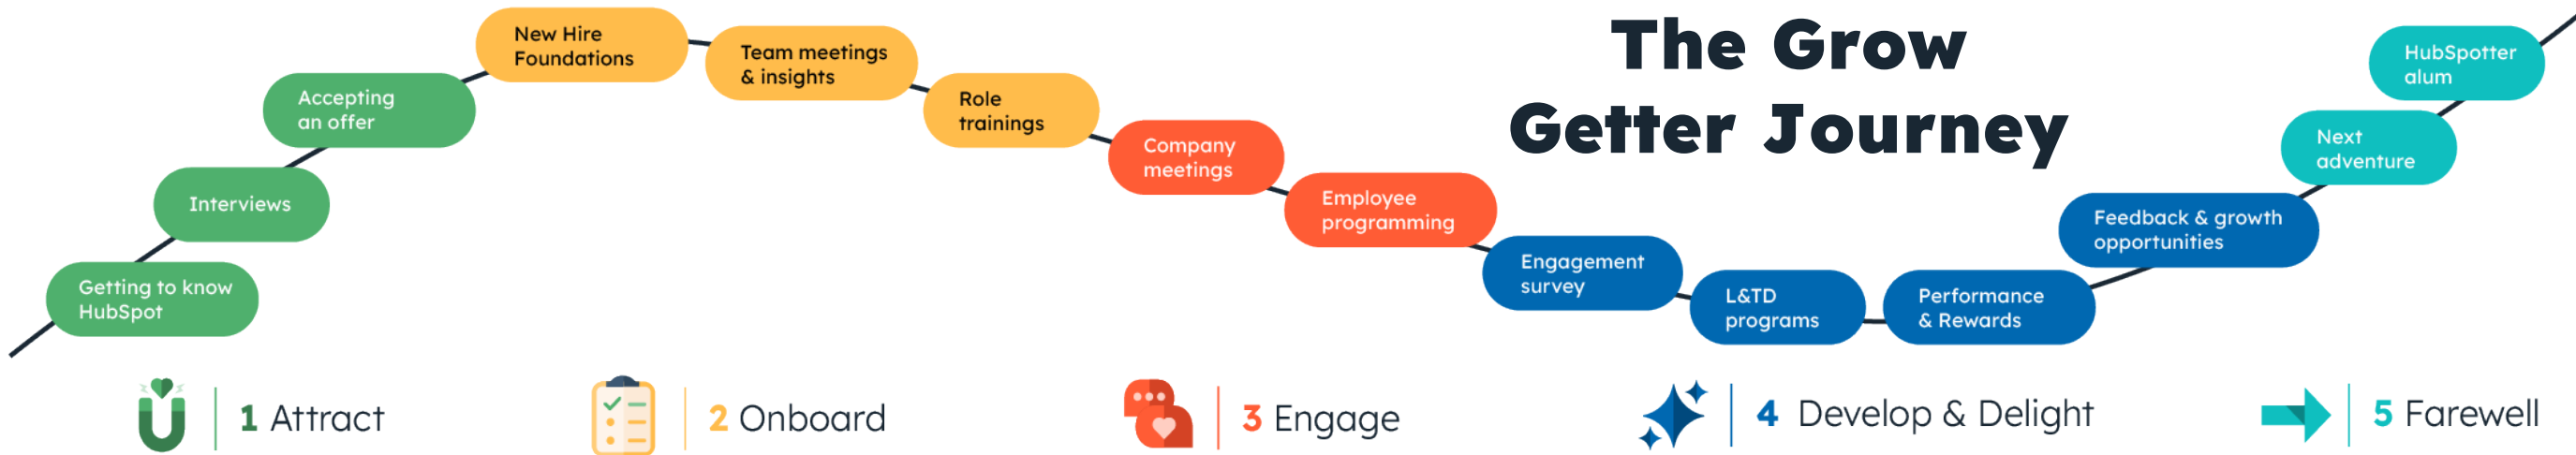 The Grow
Getter Journey
Getting to know
HubSpot
Interviews
Accepting
an offer
New Hire
Foundations
Team meetings
& insights
Role
trainings
Company
meetings
Employee
programming
Engagement
survey
L&TD
programs
Performance
& Rewards
Feedback & growth
opportunities
Next
adventure
HubSpotter
alum
1 Attract
2 Onboard
3 Engage
4 Develop & Delight
5 Farewell